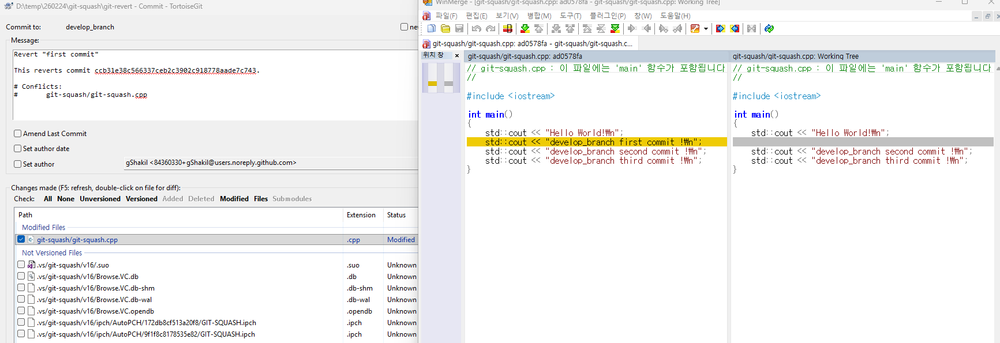 D:\temp\260224\git-squash\git-revert - Commit - TortoiseGit
Commit to: develop_branch
Message:
Revert "first commit"
This reverts commit ccb31e38c566337ceb2c3902c918778aade7c743.
# Conflicts:
# git-squash/git-squash.cpp
Amend Last Commit
Set author date
Set author gShakil <84360330+gShakil@users.noreply.github.com>
Changes made (F5: refresh, double-click on file for diff):
Check: All None Unversioned Versioned Added Deleted Modified Files Submodules
Path Extension Status
Modified Files
git-squash/git-squash.cpp .cpp Modified
Not Versioned Files
.vs/git-squash/v16/.suo .suo Unknown
.vs/git-squash/v16/Browse.VC.db .db Unknown
.vs/git-squash/v16/Browse.VC.db-shm .db-shm Unknown
.vs/git-squash/v16/Browse.VC.db-wal .db-wal Unknown
.vs/git-squash/v16/Browse.VC.opendb .opendb Unknown
.vs/git-squash/v16/ipch/AutoPCH/172db8cf513a20f8/GIT-SQUASH.ipch .ipch Unknown
.vs/git-squash/v16/ipch/AutoPCH/9f1f8c8178535e82/GIT-SQUASH.ipch .ipch Unknown
WinMerge - [git-squash/git-squash.cpp: ad0578fa - git-squash/git-squash.cpp: Working Tree]
파일(F) 편집(E) 보기(V) 병합(M) 도구(T) 플러그인(P) 창(W) 도움말(H)
git-squash/git-squash.cpp: ad0578fa - git-squash/git-squash.c...
위치 창
git-squash/git-squash.cpp: ad0578fa
// git-squash.cpp : 이 파일에는 'main' 함수가 포함됩니다
//
#include <iostream>
int main()
{
std::cout << "Hello World!₩n";
std::cout << "develop_branch first commit !₩n";
std::cout << "develop_branch second commit !₩n";
std::cout << "develop_branch third commit !₩n";
}
git-squash/git-squash.cpp: Working Tree
// git-squash.cpp : 이 파일에는 'main' 함수가 포함됩니다
//
#include <iostream>
int main()
{
std::cout << "Hello World!₩n";
std::cout << "develop_branch second commit !₩n";
std::cout << "develop_branch third commit !₩n";
}